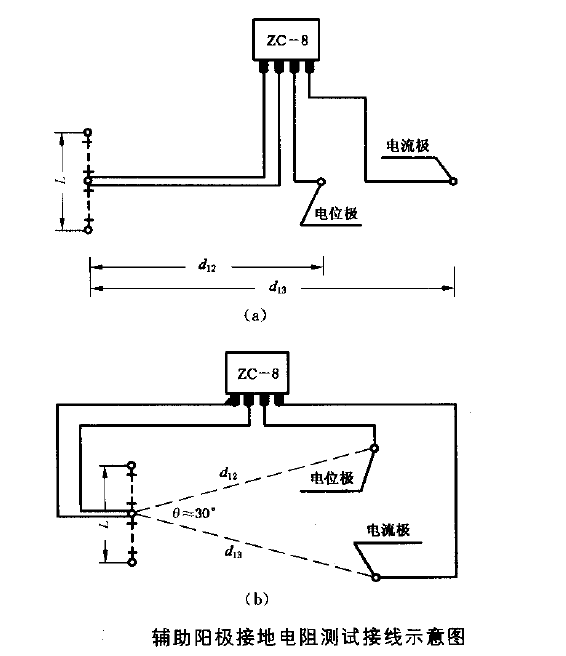 ZC－8
电流极
L
电位极
d12
d13
(a)
ZC－8
d12
电位极
θ≈30°
L
电流极
d13
(b)
辅助阳极接地电阻测试接线示意图